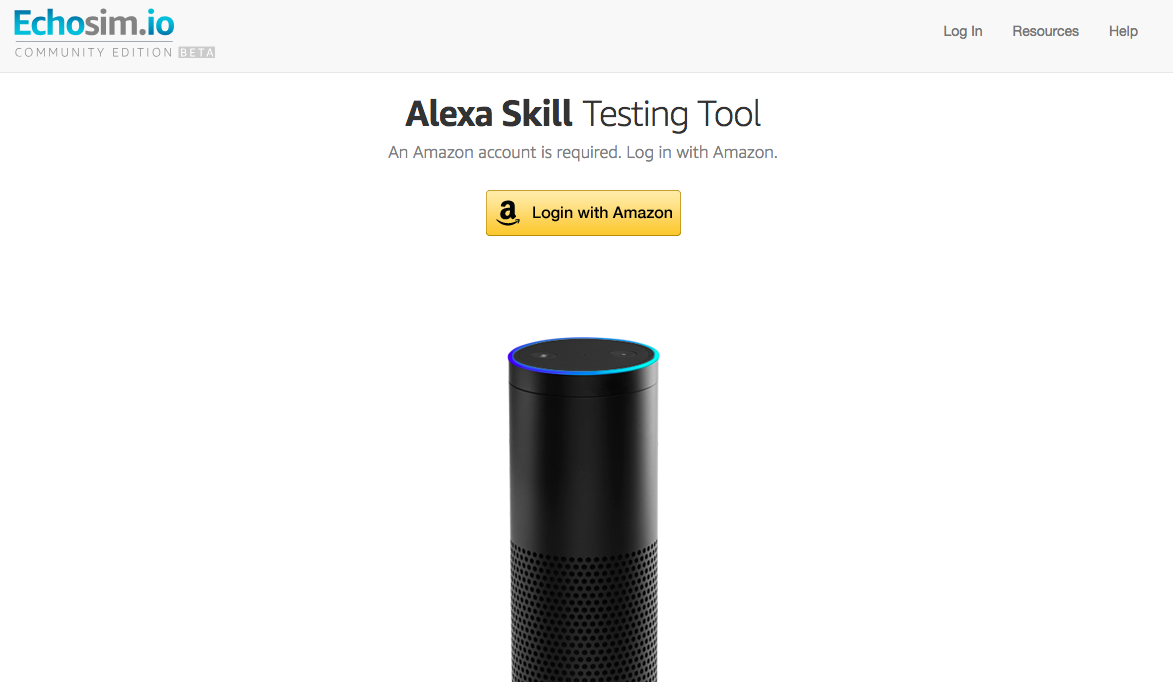 Echosim.io
COMMUNITY EDITION BETA
Log In Resources Help
Alexa Skill Testing Tool
An Amazon account is required. Log in with Amazon.
a Login with Amazon